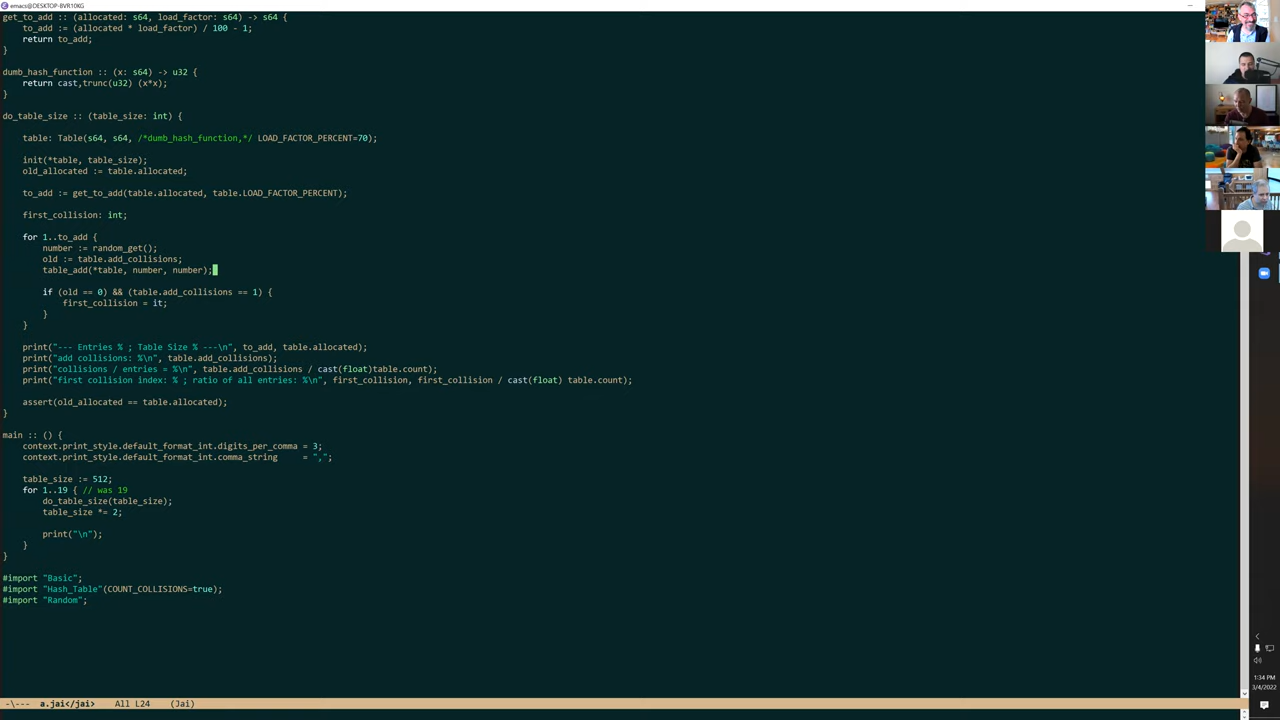 emacs@DESKTOP-BVR10KG
get_to_add :: (allocated: s64, load_factor: s64) -> s64 {
    to_add := (allocated * load_factor) / 100 - 1;
    return to_add;
}

dumb_hash_function :: (x: s64) -> u32 {
    return cast,trunc(u32) (x*x);
}

do_table_size :: (table_size: int) {

    table: Table(s64, s64, /*dumb_hash_function,*/ LOAD_FACTOR_PERCENT=70);

    init(*table, table_size);
    old_allocated := table.allocated;

    to_add := get_to_add(table.allocated, table.LOAD_FACTOR_PERCENT);

    first_collision: int;

    for 1..to_add {
        number := random_get();
        old := table.add_collisions;
        table_add(*table, number, number);

        if (old == 0) && (table.add_collisions == 1) {
            first_collision = it;
        }
    }

    print("--- Entries % ; Table Size % ---\n", to_add, table.allocated);
    print("add collisions: %\n", table.add_collisions);
    print("collisions / entries = %\n", table.add_collisions / cast(float)table.count);
    print("first collision index: % ; ratio of all entries: %\n", first_collision, first_collision / cast(float) table.count);

    assert(old_allocated == table.allocated);
}

main :: () {
    context.print_style.default_format_int.digits_per_comma = 3;
    context.print_style.default_format_int.comma_string     = ",";

    table_size := 512;
    for 1..19 { // was 19
        do_table_size(table_size);
        table_size *= 2;

        print("\n");
    }
}

#import "Basic";
#import "Hash_Table"(COUNT_COLLISIONS=true);
#import "Random";
-\---  a.jai</jai>    All L24    (Jai)
1:34 PM
3/4/2022